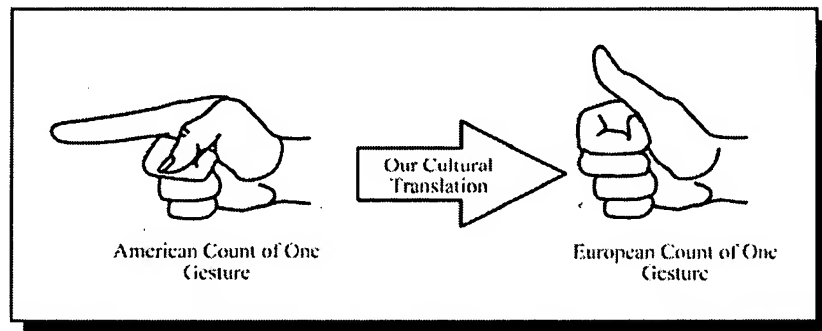 Our Cultural
Translation
American Count of One
Gesture
European Count of One
Gesture